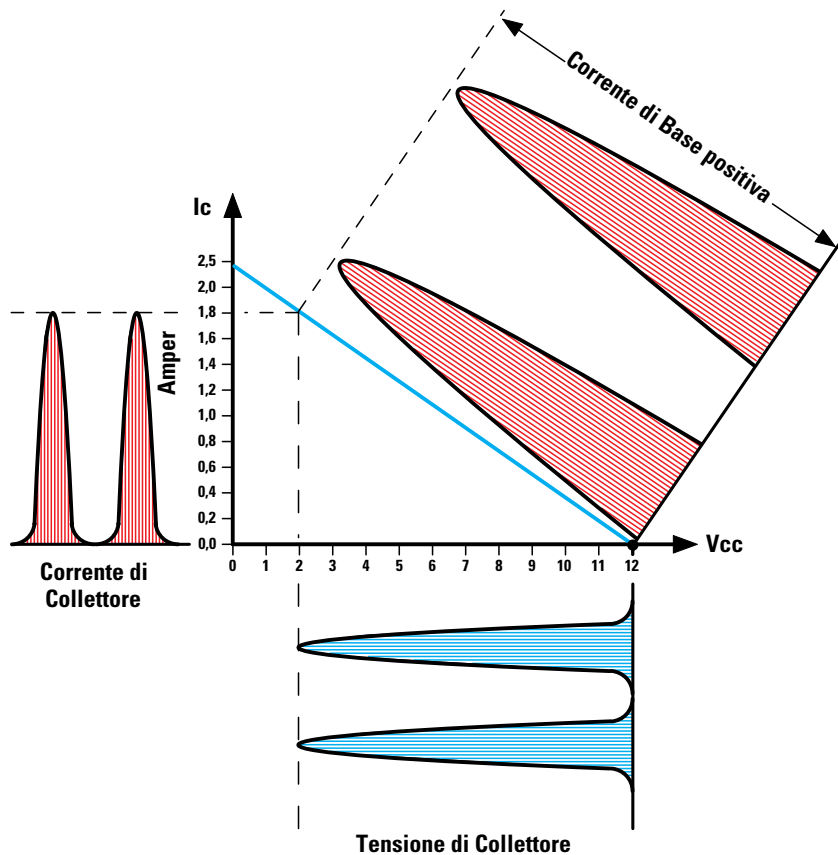 Corrente di Base positiva
Ic
Amper
2,5
2,0
1,8
1,6
1,4
1,2
1,0
0,8
0,6
0,4
0,2
0,0
0 1 2 3 4 5 6 7 8 9 10 11 12
Vcc
Corrente di
Collettore
Tensione di Collettore